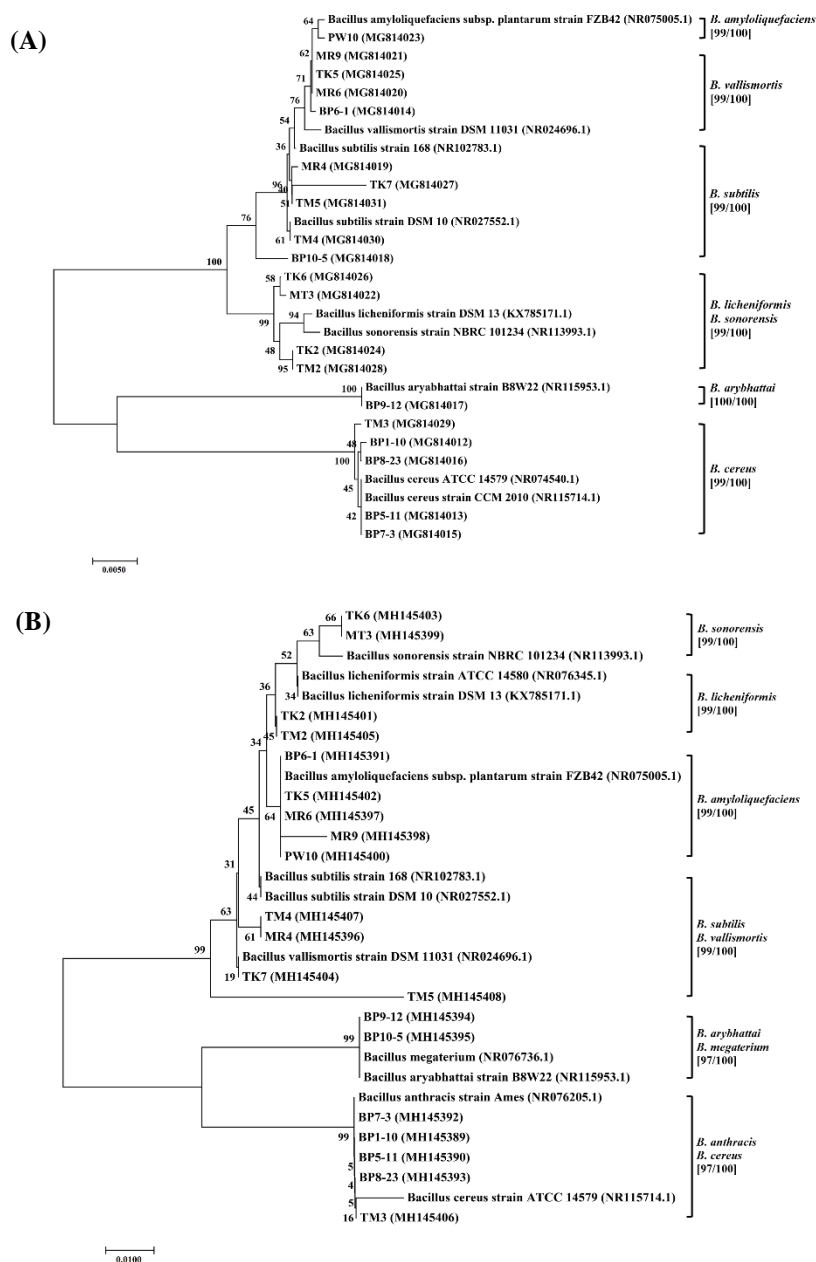 (A)
64
Bacillus amyloliquefaciens subsp. plantarum strain FZB42 (NR075005.1)
PW10 (MG814023)
62
MR9 (MG814021)
TK5 (MG814025)
71
MR6 (MG814020)
BP6-1 (MG814014)
76
Bacillus vallismortis strain DSM 11031 (NR024696.1)
54
Bacillus subtilis strain 168 (NR102783.1)
36
MR4 (MG814019)
96
40
TK7 (MG814027)
51
TM5 (MG814031)
76
Bacillus subtilis strain DSM 10 (NR027552.1)
61
TM4 (MG814030)
BP10-5 (MG814018)
100
58
TK6 (MG814026)
MT3 (MG814022)
99
94
Bacillus licheniformis strain DSM 13 (KX785171.1)
Bacillus sonorensis strain NBRC 101234 (NR113993.1)
48
TK2 (MG814024)
95
TM2 (MG814028)
100
Bacillus aryabhattai strain B8W22 (NR115953.1)
BP9-12 (MG814017)
TM3 (MG814029)
48
BP1-10 (MG814012)
100
BP8-23 (MG814016)
Bacillus cereus ATCC 14579 (NR074540.1)
45
Bacillus cereus strain CCM 2010 (NR115714.1)
42
BP5-11 (MG814013)
BP7-3 (MG814015)
B. amyloliquefaciens
[99/100]
B. vallismortis
[99/100]
B. subtilis
[99/100]
B. licheniformis
B. sonorensis
[99/100]
B. arybhattai
[100/100]
B. cereus
[99/100]
0.0050
(B)
66
TK6 (MH145403)
63
MT3 (MH145399)
52
Bacillus sonorensis strain NBRC 101234 (NR113993.1)
Bacillus licheniformis strain ATCC 14580 (NR076345.1)
36
34
Bacillus licheniformis strain DSM 13 (KX785171.1)
TK2 (MH145401)
34
45
TM2 (MH145405)
BP6-1 (MH145391)
Bacillus amyloliquefaciens subsp. plantarum strain FZB42 (NR075005.1)
TK5 (MH145402)
45
64
MR6 (MH145397)
MR9 (MH145398)
PW10 (MH145400)
31
Bacillus subtilis strain 168 (NR102783.1)
44
Bacillus subtilis strain DSM 10 (NR027552.1)
63
TM4 (MH145407)
61
MR4 (MH145396)
99
Bacillus vallismortis strain DSM 11031 (NR024696.1)
19
TK7 (MH145404)
TM5 (MH145408)
BP9-12 (MH145394)
99
BP10-5 (MH145395)
Bacillus megaterium (NR076736.1)
Bacillus aryabhattai strain B8W22 (NR115953.1)
Bacillus anthracis strain Ames (NR076205.1)
BP7-3 (MH145392)
99
BP1-10 (MH145389)
5
BP5-11 (MH145390)
4
BP8-23 (MH145393)
5
Bacillus cereus strain ATCC 14579 (NR115714.1)
16
TM3 (MH145406)
B. sonorensis
[99/100]
B. licheniformis
[99/100]
B. amyloliquefaciens
[99/100]
B. subtilis
B. vallismortis
[99/100]
B. arybhattai
B. megaterium
[97/100]
B. anthracis
B. cereus
[97/100]
0.0100